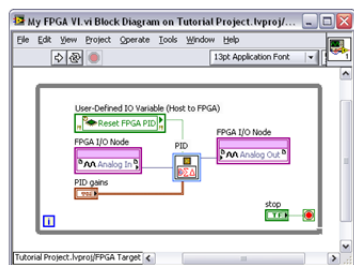 My FPGA VI.vi Block Diagram on Tutorial Project.lvproj/...
File Edit View Project Operate Tools Window Help
13pt Application Font
User-Defined IO Variable (Host to FPGA)
Reset FPGA PID
FPGA I/O Node
Analog In
PID
FPGA I/O Node
Analog Out
PID gains
stop
TF
i
Tutorial Project.lvproj/FPGA Target